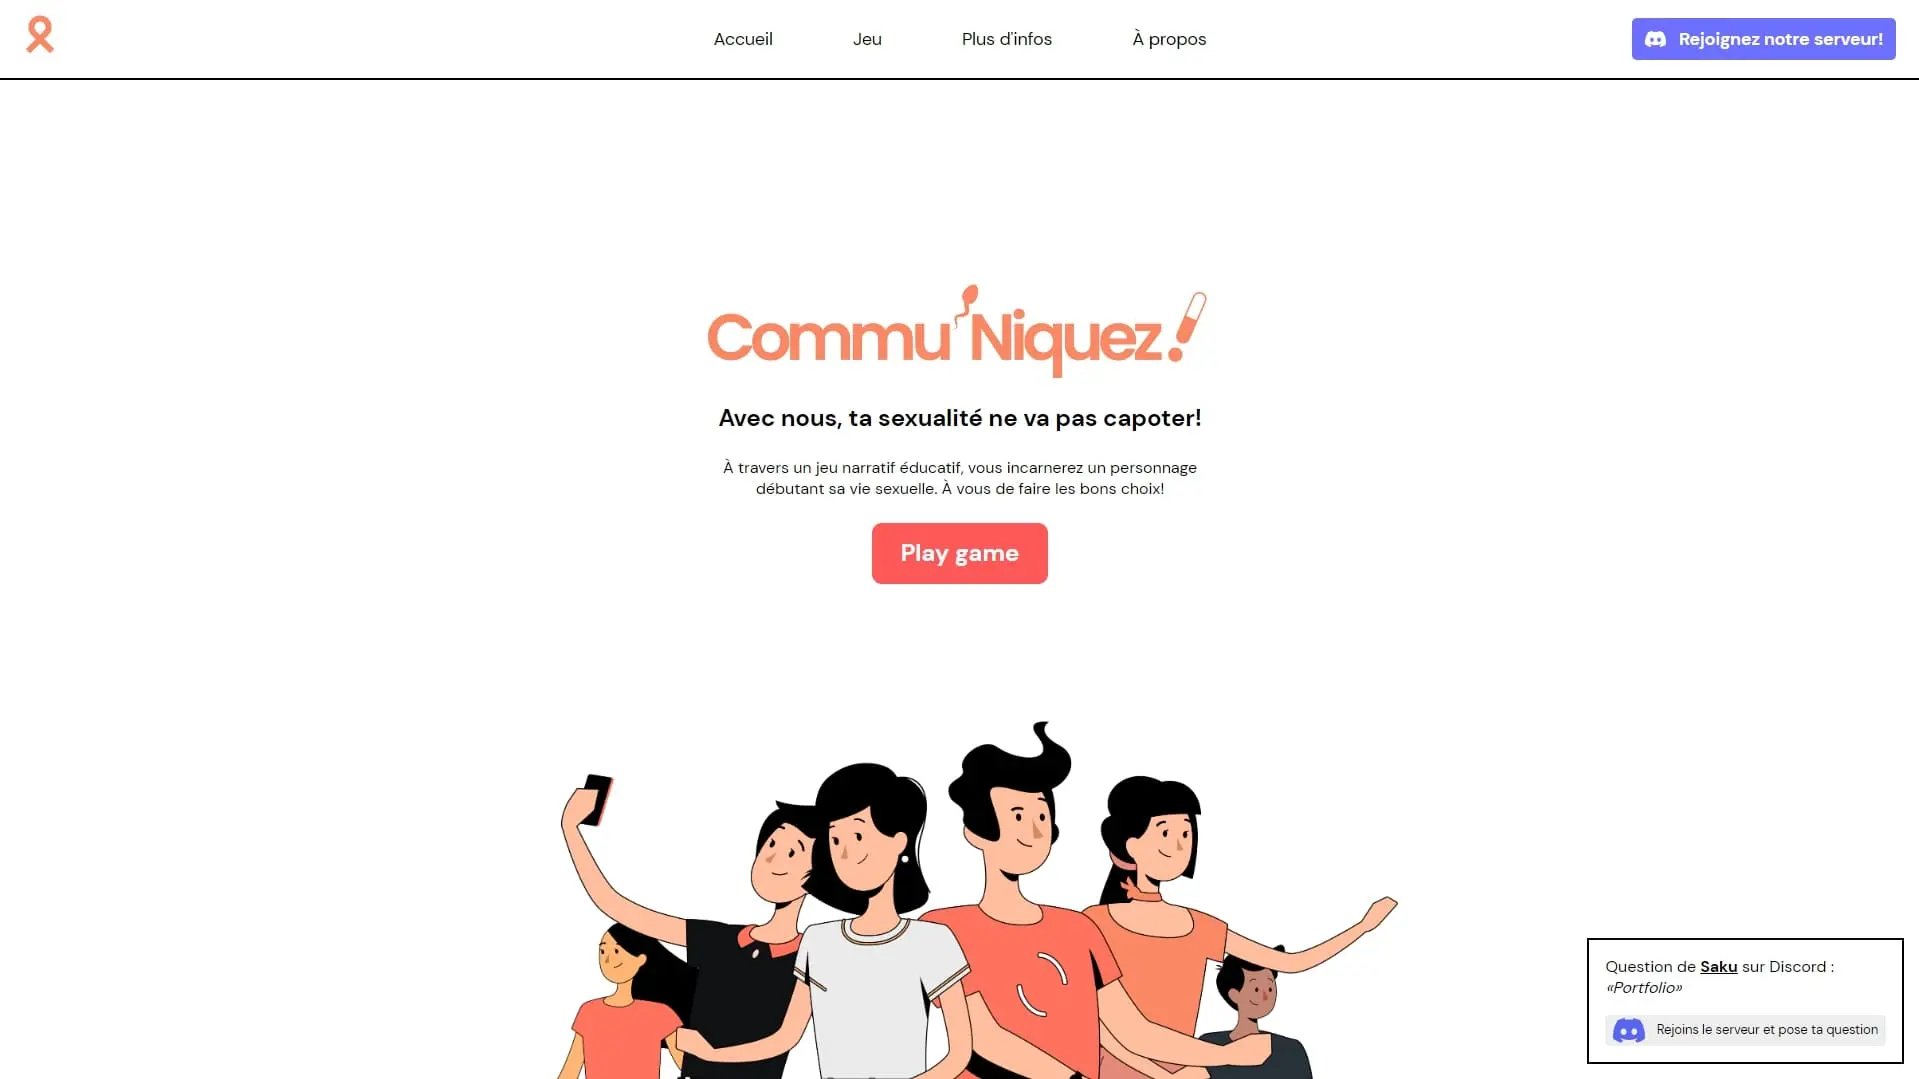 Accueil
Jeu
Plus d'infos
À propos
Rejoignez notre serveur!
Commu'Niquez!
Avec nous, ta sexualité ne va pas capoter!
À travers un jeu narratif éducatif, vous incarnerez un personnage
débutant sa vie sexuelle. À vous de faire les bons choix!
Play game
Question de Saku sur Discord :
«Portfolio»
Rejoins le serveur et pose ta question